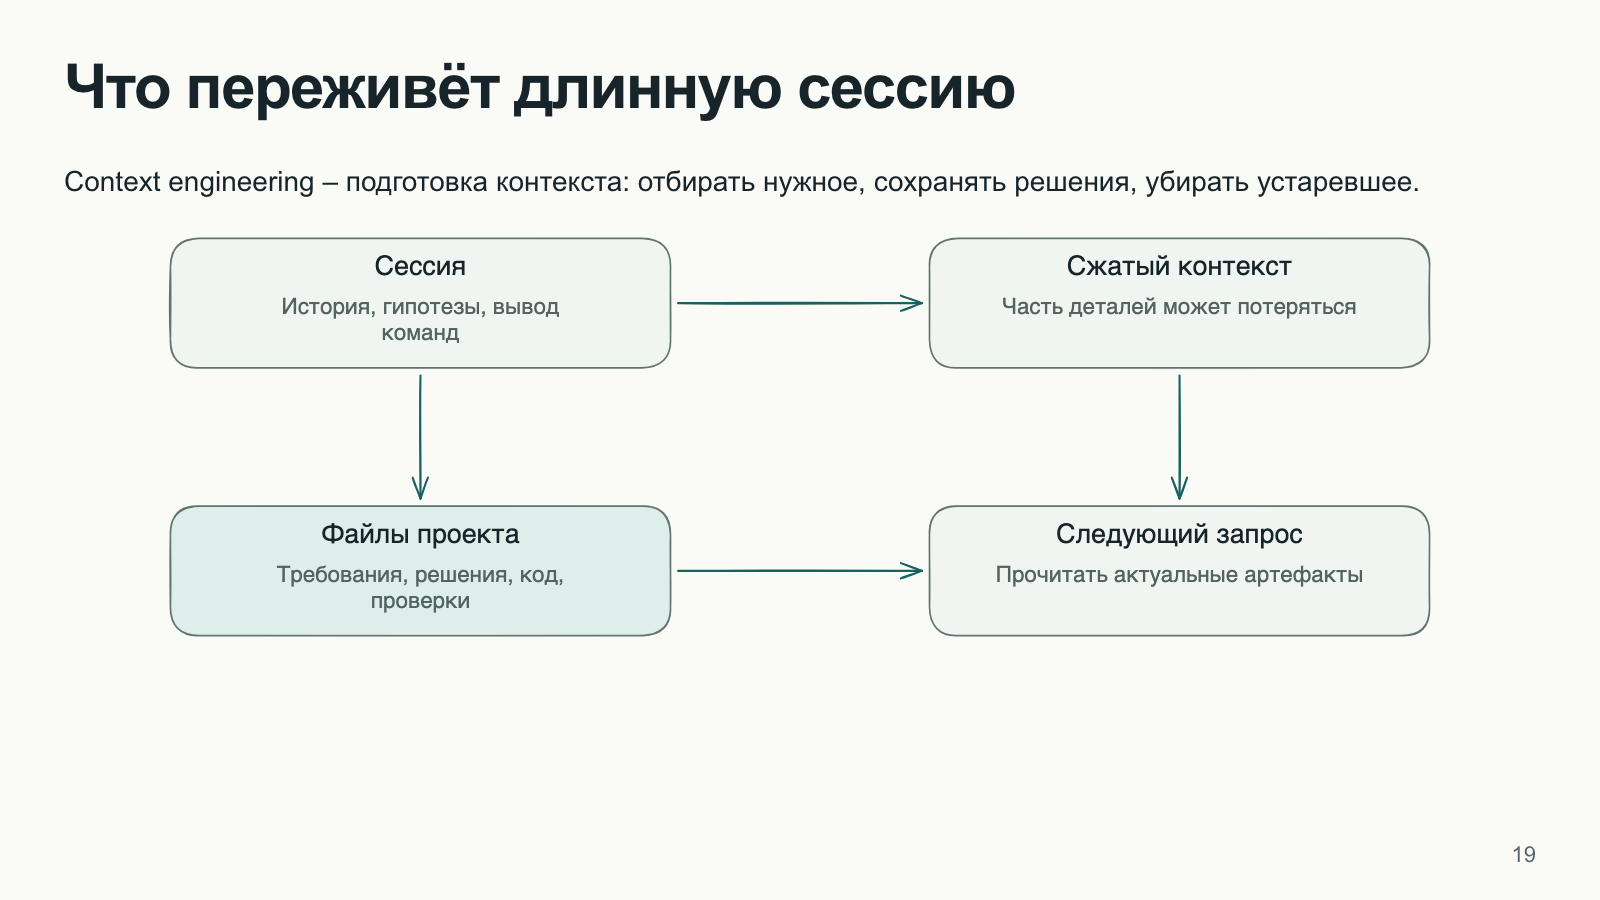 Что переживёт длинную сессию
Context engineering – подготовка контекста: отбирать нужное, сохранять решения, убирать устаревшее.
Сессия
История, гипотезы, вывод
команд
Сжатый контекст
Часть деталей может потеряться
Файлы проекта
Требования, решения, код,
проверки
Следующий запрос
Прочитать актуальные артефакты
19